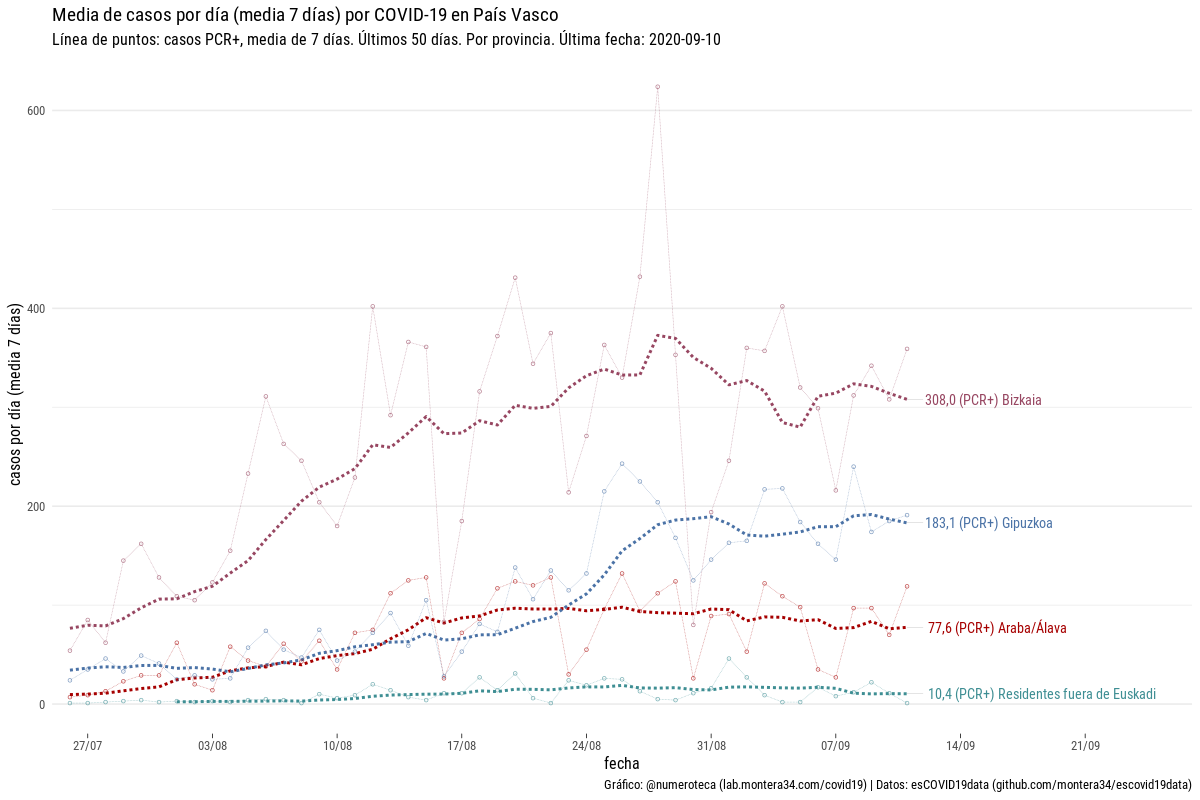 Media de casos por día (media 7 días) por COVID-19 en País Vasco
Línea de puntos: casos PCR+, media de 7 días. Últimos 50 días. Por provincia. Última fecha: 2020-09-10
casos por día (media 7 días)
600
400
200
0
308,0 (PCR+) Bizkaia
183,1 (PCR+) Gipuzkoa
77,6 (PCR+) Araba/Álava
10,4 (PCR+) Residentes fuera de Euskadi
27/07 03/08 10/08 17/08 24/08 31/08 07/09 14/09 21/09
fecha
Gráfico: @numeroteca (lab.montera34.com/covid19) | Datos: esCOVID19data (github.com/montera34/escovid19data)